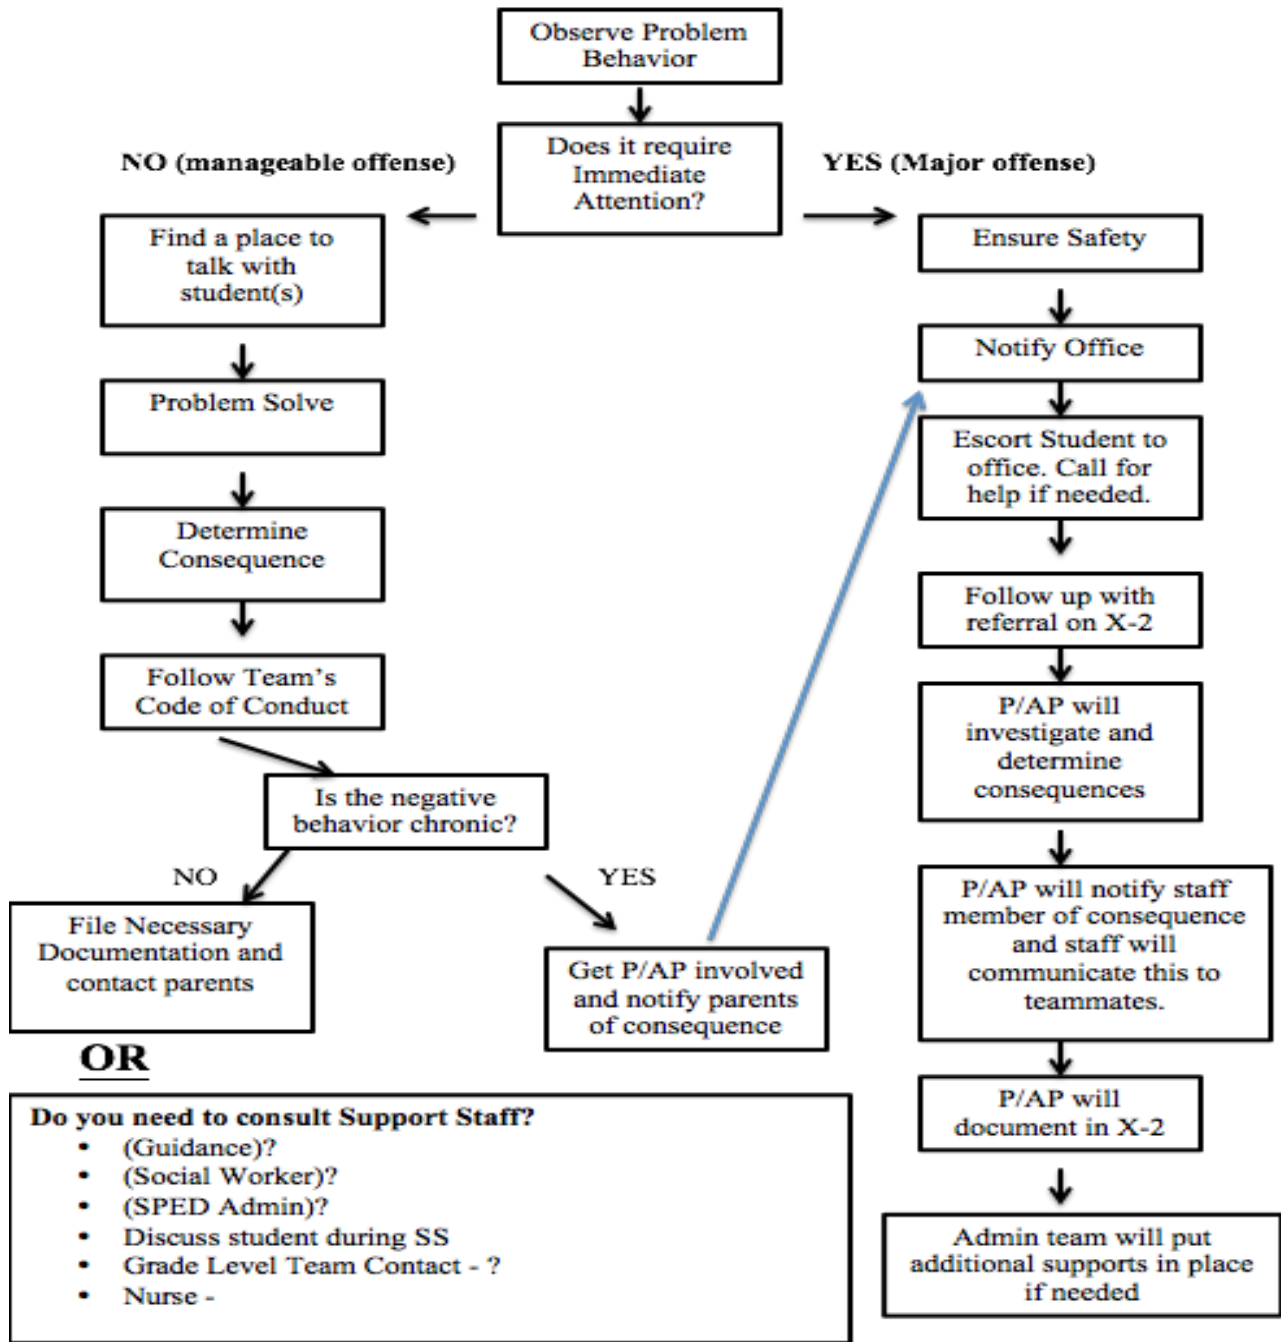 Observe Problem
Behavior
Does it require
Immediate
Attention?
NO (manageable offense)
YES (Major offense)
Find a place to
talk with
student(s)
Problem Solve
Determine
Consequence
Follow Team's
Code of Conduct
Is the negative
behavior chronic?
NO
YES
File Necessary
Documentation and
contact parents
Get P/AP involved
and notify parents
of consequence
OR
Do you need to consult Support Staff?
• (Guidance)?
• (Social Worker)?
• (SPED Admin)?
• Discuss student during SS
• Grade Level Team Contact - ?
• Nurse -
Ensure Safety
Notify Office
Escort Student to
office. Call for
help if needed.
Follow up with
referral on X-2
P/AP will
investigate and
determine
consequences
P/AP will notify staff
member of consequence
and staff will
communicate this to
teammates.
P/AP will
document in X-2
Admin team will put
additional supports in place
if needed